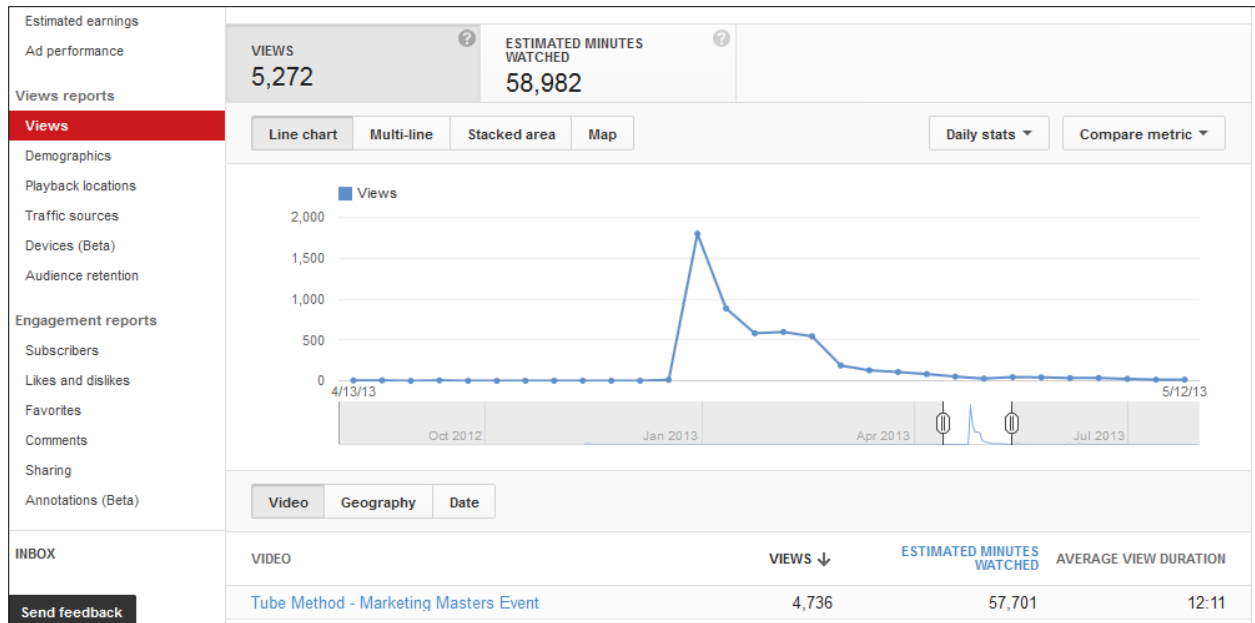 Estimated earnings
Ad performance
Views reports
Views
Demographics
Playback locations
Traffic sources
Devices (Beta)
Audience retention
Engagement reports
Subscribers
Likes and dislikes
Favorites
Comments
Sharing
Annotations (Beta)
INBOX
Send feedback
VIEWS ?
5,272
ESTIMATED MINUTES ?
WATCHED
58,982
Line chart Multi-line Stacked area Map Daily stats Compare metric
Views
2,000
1,500
1,000
500
0
4/13/13 5/12/13
Oct 2012 Jan 2013 Apr 2013 Jul 2013
Video Geography Date
VIDEO VIEWS ESTIMATED MINUTES WATCHED AVERAGE VIEW DURATION
Tube Method - Marketing Masters Event 4,736 57,701 12:11